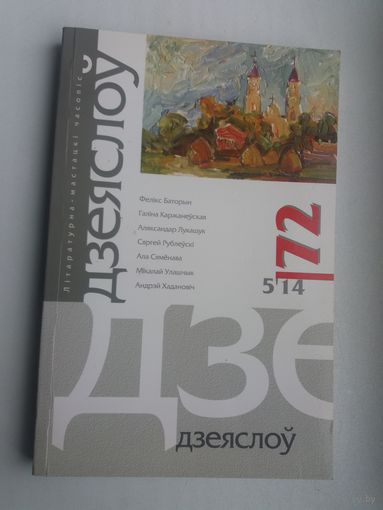 Літаратурна-мастацкі часопіс
дзеяслоў
Фелікс Баторын
Галіна Каржанеўская
Аляксандар Лукашук
Сяргей Рублеўскі
Ала Сямёнава
Мікалай Улашчык
Андрэй Хадановіч
72
5'14
дзе
дзеяслоў